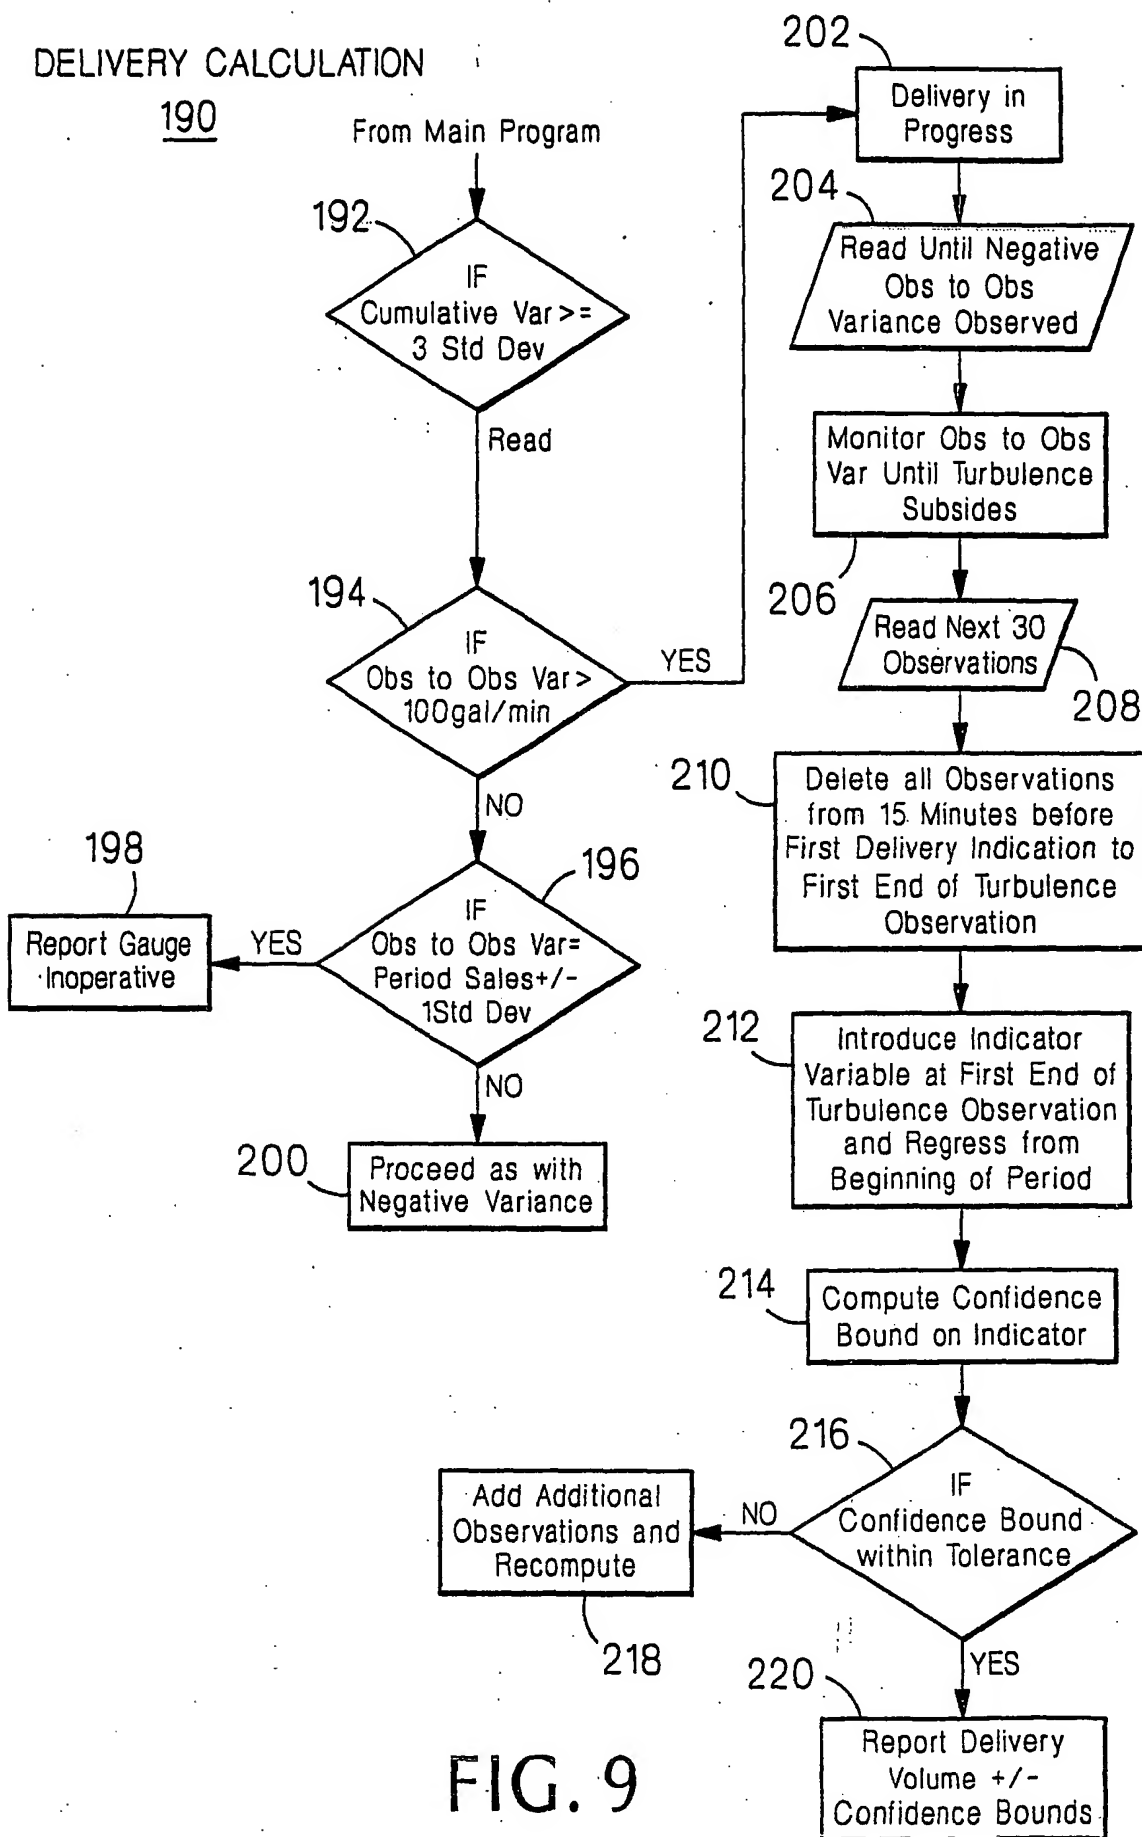 DELIVERY CALCULATION
190
From Main Program
192
IF
Cumulative Var >=
3 Std Dev
Read
194
IF
Obs to Obs Var >
100gal/min
YES
NO
196
IF
Obs to Obs Var=
Period Sales+/-
1Std Dev
YES
198
Report Gauge
Inoperative
NO
200
Proceed as with
Negative Variance
202
Delivery in
Progress
204
Read Until Negative
Obs to Obs
Variance Observed
Monitor Obs to Obs
Var Until Turbulence
Subsides
206
Read Next 30
Observations
208
210
Delete all Observations
from 15 Minutes before
First Delivery Indication to
First End of Turbulence
Observation
212
Introduce Indicator
Variable at First End of
Turbulence Observation
and Regress from
Beginning of Period
214
Compute Confidence
Bound on Indicator
216
IF
Confidence Bound
within Tolerance
NO
Add Additional
Observations and
Recompute
218
YES
220
Report Delivery
Volume +/-
Confidence Bounds
FIG. 9